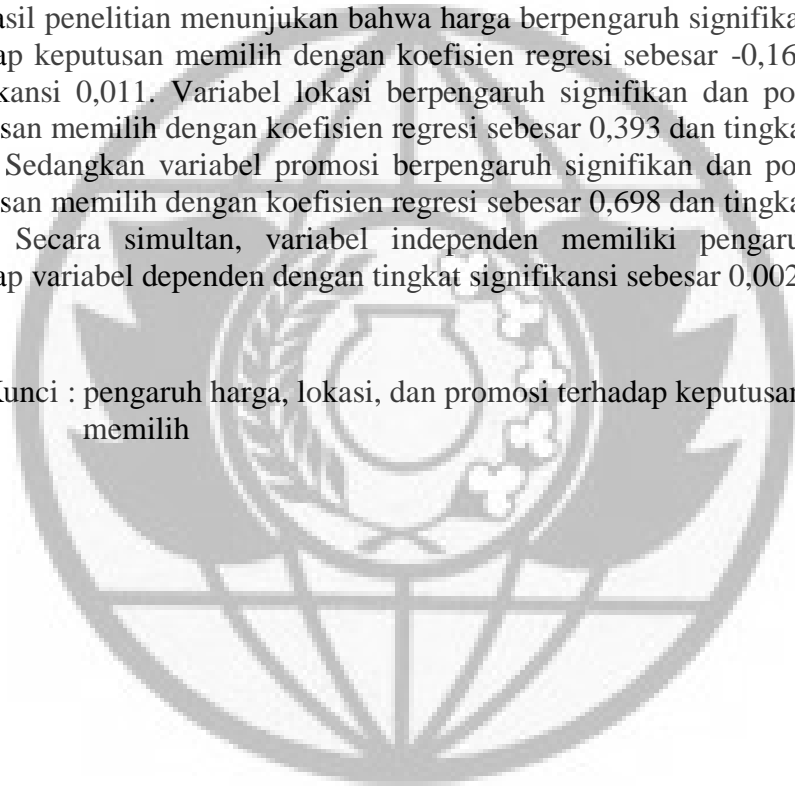 asil penelitian menunjukan bahwa harga berpengaruh signifika
ap keputusan memilih dengan koefisien regresi sebesar -0,16
kansi 0,011. Variabel lokasi berpengaruh signifikan dan po
san memilih dengan koefisien regresi sebesar 0,393 dan tingka
Sedangkan variabel promosi berpengaruh signifikan dan po
san memilih dengan koefisien regresi sebesar 0,698 dan tingka
Secara simultan, variabel independen memiliki pengaru
ap variabel dependen dengan tingkat signifikansi sebesar 0,002
Kunci : pengaruh harga, lokasi, dan promosi terhadap keputusan
memilih